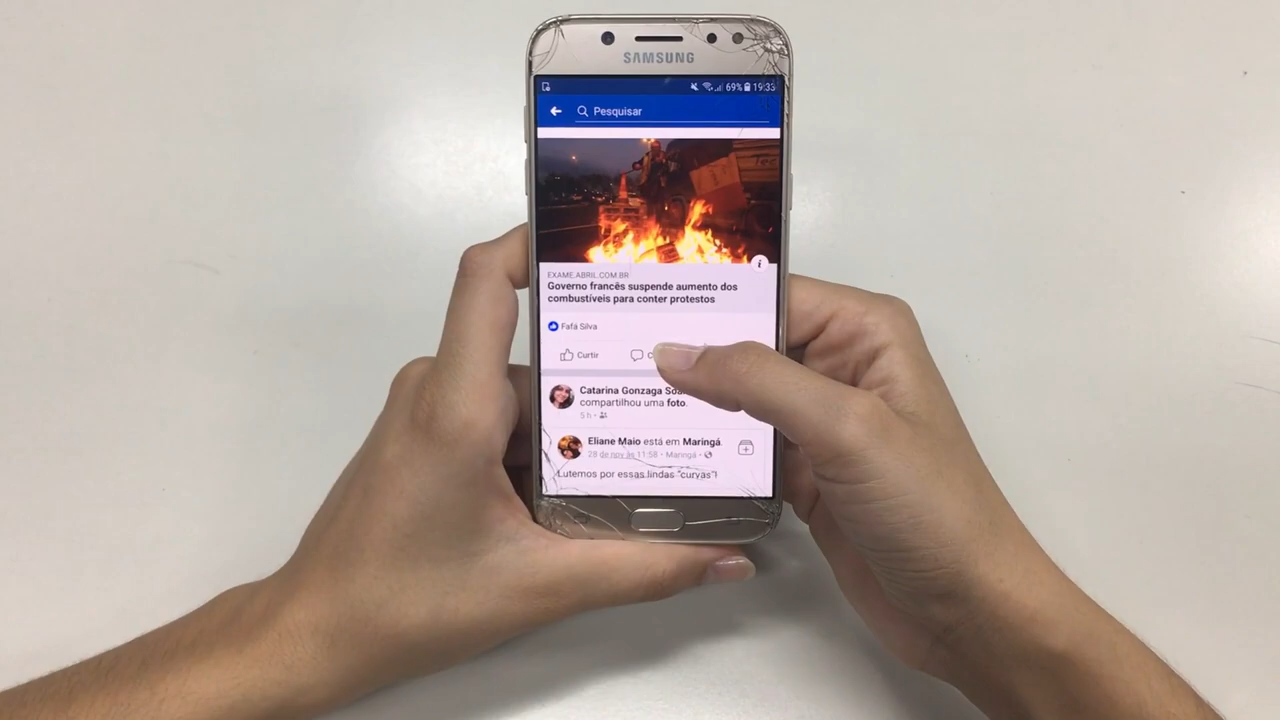 SAMSUNG
69% 19:33
Pesquisar
EXAME.ABRIL.COM.BR
Governo francês suspende aumento dos
combustíveis para conter protestos
Fafá Silva
Curtir
Catarina Gonzaga
compartilhou uma foto.
5 h
Eliane Maio está em Maringá.
28 de nov às 11:58 • Maringá •
Lutemos por essas lindas "curvas"!